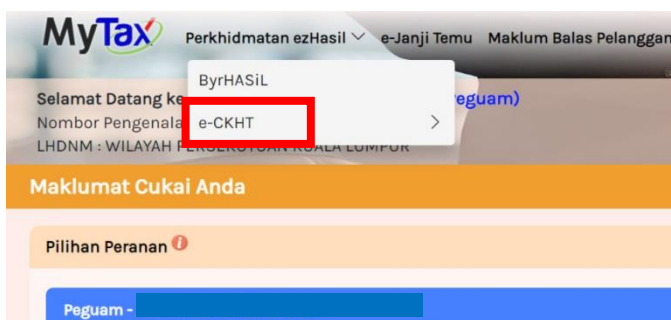 MyTax Perkhidmatan ezHasil e-Janji Temu Maklum Balas Pelanggan
ByrHASiL
Selamat Datang ke eguam)
Nombor Pengenala e-CKHT
LHDNM : WILAYAH PERSEKUTUAN KUALA LUMPUR
Maklumat Cukai Anda
Pilihan Peranan
Peguam -